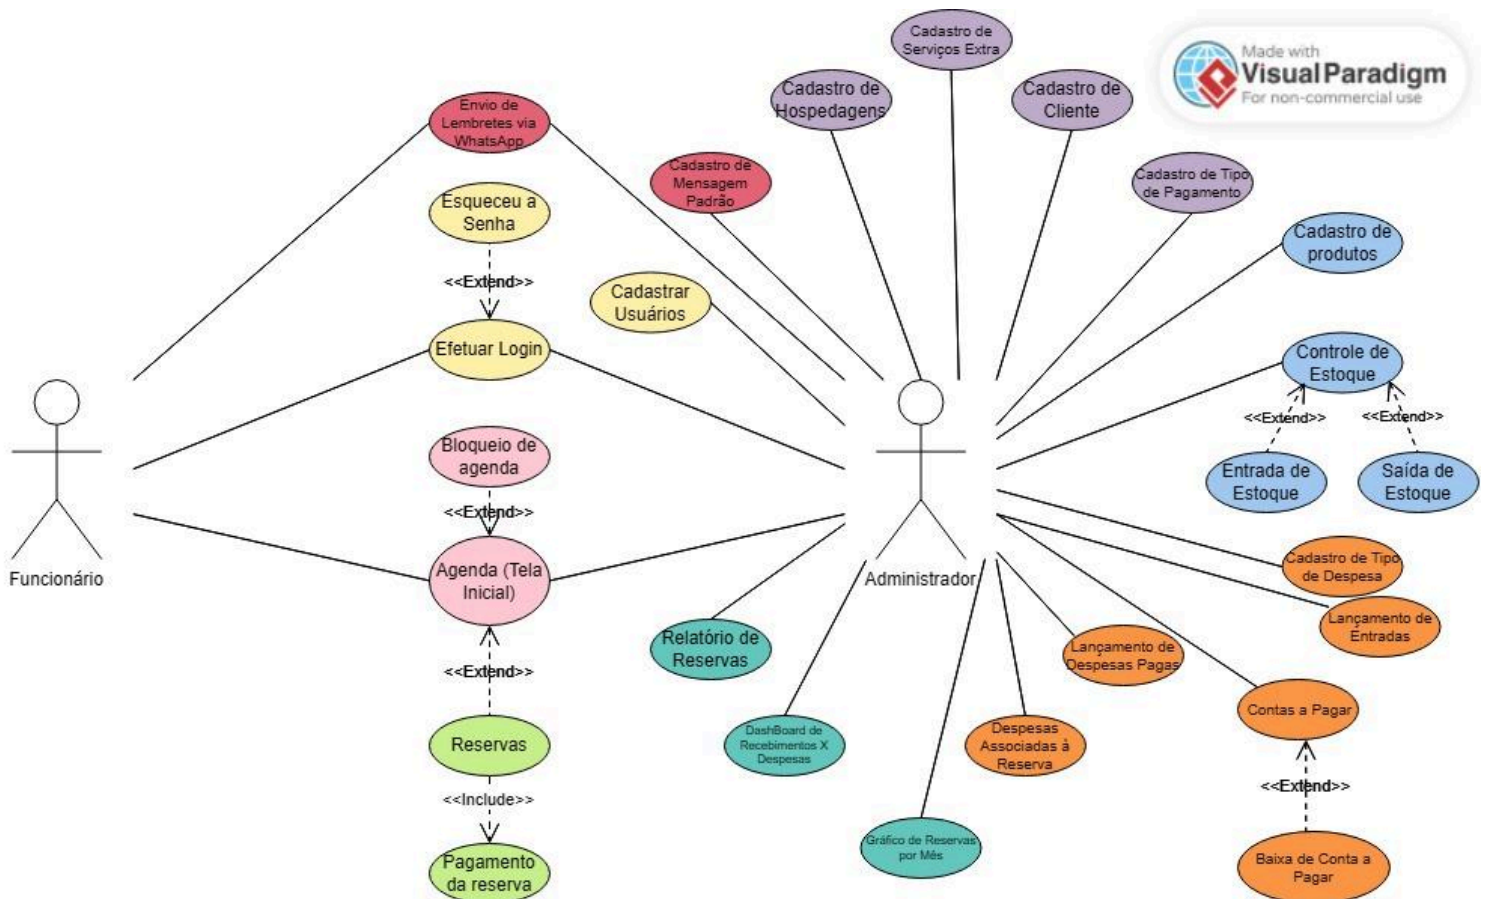 Cadastro de
Serviços Extra
Made with
Visual Paradigm
For non-commercial use
Cadastro de
Hospedagens
Cadastro de
Cliente
Envio de
Lembretes via
WhatsApp
Cadastro de
Mensagem
Padrão
Cadastro de Tipo
de Pagamento
Esqueceu a
Senha
Cadastro de
produtos
<<Extend>>
Cadastrar
Usuários
Efetuar Login
Controle de
Estoque
<<Extend>>
<<Extend>>
Bloqueio de
agenda
Entrada de
Estoque
Saída de
Estoque
<<Extend>>
Funcionário
Agenda (Tela
Inicial)
Administrador
Cadastro de Tipo
de Despesa
Lançamento de
Entradas
Relatório de
Reservas
Lançamento de
Despesas Pagas
<<Extend>>
Contas a Pagar
Reservas
DashBoard de
Recebimentos X
Despesas
Despesas
Associadas à
Reserva
<<Extend>>
<<Include>>
Gráfico de Reservas
por Mês
Pagamento
da reserva
Baixa de Conta a
Pagar